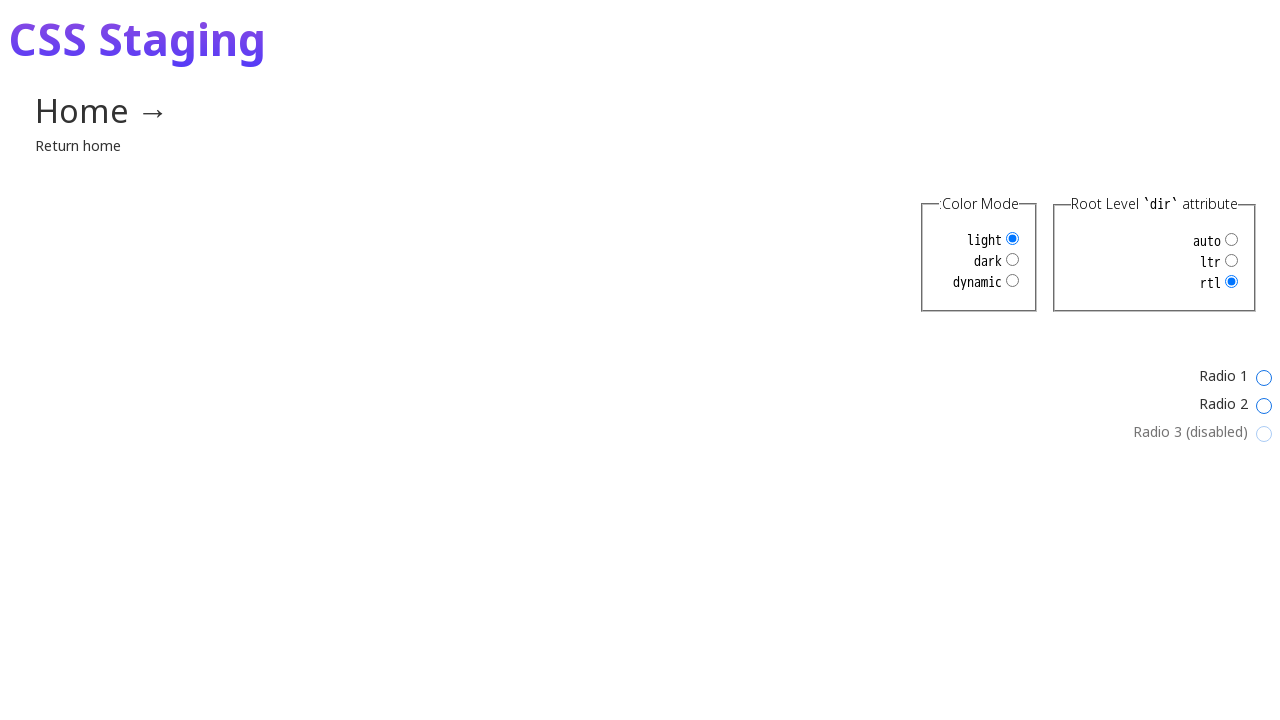 CSS Staging
Home →
Return home
:Color Mode
light
dark
dynamic
Root Level `dir` attribute
auto
ltr
rtl
Radio 1
Radio 2
Radio 3 (disabled)